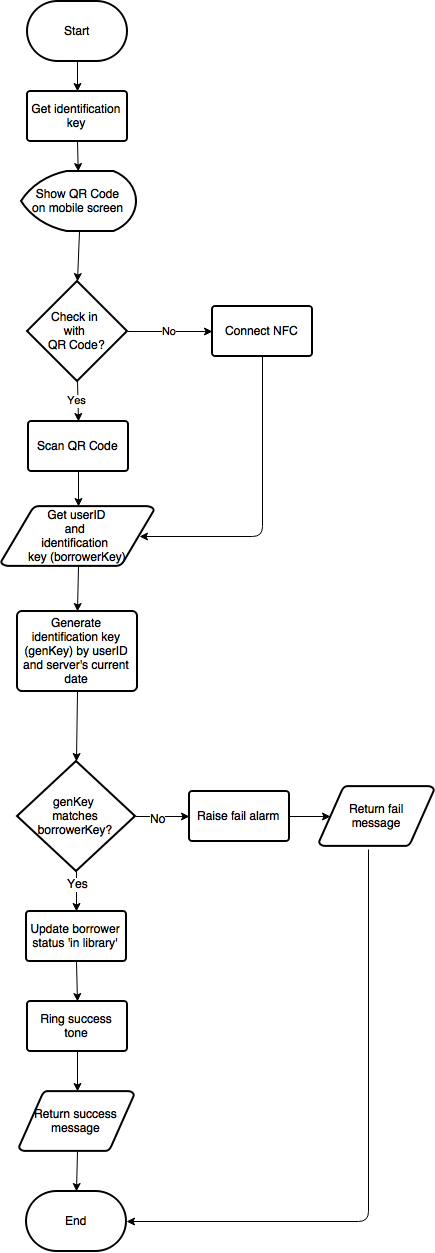 Start
Get identification
key
Show QR Code
on mobile screen
Check in
with
QR Code?
No
Connect NFC
Yes
Scan QR Code
Get userID
and
identification
key (borrowerKey)
Generate
identification key
(genKey) by userID
and server's current
date
genKey
matches
borrowerKey?
No
Raise fail alarm
Return fail
message
Yes
Update borrower
status 'in library'
Ring success
tone
Return success
message
End